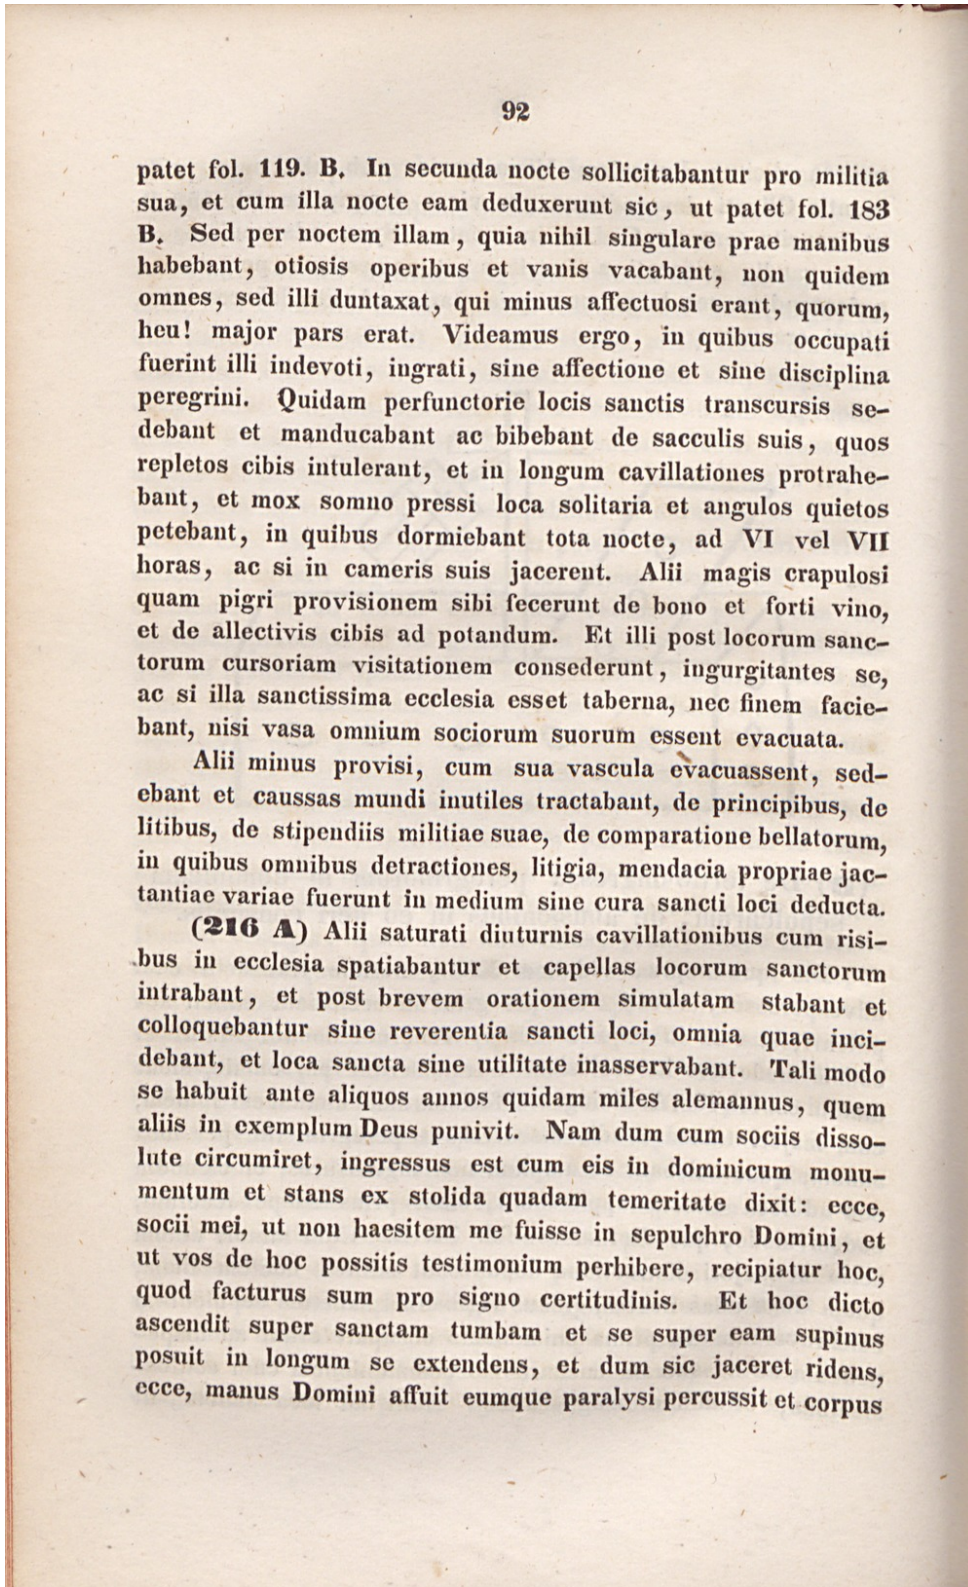 92
patet fol. 119. B. In secunda nocte sollicitabantur pro militia
sua, et cum illa nocte eam deduxerunt sic, ut patet fol. 183
B. Sed per noctem illam, quia nihil singulare prae manibus
habebant, otiosis operibus et vanis vacabant, non quidem
omnes, sed illi duntaxat, qui minus affectuosi erant, quorum,
heu! major pars erat. Videamus ergo, in quibus occupati
fuerint illi indevoti, ingrati, sine affectione et sine disciplina
peregrini. Quidam perfunctorie locis sanctis transcursis se-
debant et manducabant ac bibebant de sacculis suis, quos
repletos cibis intulerant, et in longum cavillationes protrahe-
bant, et mox somno pressi loca solitaria et angulos quietos
petebant, in quibus dormiebant tota nocte, ad VI vel VII
horas, ac si in cameris suis jacerent. Alii magis crapulosi
quam pigri provisionem sibi fecerunt de bono et forti vino,
et de allectivis cibis ad potandum. Et illi post locorum sanc-
torum cursoriam visitationem consederunt, ingurgitantes se,
ac si illa sanctissima ecclesia esset taberna, nec finem facie-
bant, nisi vasa omnium sociorum suorum essent evacuata.
Alii minus provisi, cum sua vascula evacuassent, sed-
ebant et caussas mundi inutiles tractabant, de principibus, de
litibus, de stipendiis militiae suae, de comparatione bellatorum,
in quibus omnibus detractiones, litigia, mendacia propriae jac-
tantiae variae fuerunt in medium sine cura sancti loci deducta.
(216 A) Alii saturati diuturnis cavillationibus cum risi-
bus in ecclesia spatiabantur et capellas locorum sanctorum
intrabant, et post brevem orationem simulatam stabant et
colloquebantur sine reverentia sancti loci, omnia quae inci-
debant, et loca sancta sine utilitate inasservabant. Tali modo
se habuit ante aliquos annos quidam miles alemannus, quem
aliis in exemplum Deus punivit. Nam dum cum sociis disso-
lute circumiret, ingressus est cum eis in dominicum monu-
mentum et stans ex stolida quadam temeritate dixit: ecce,
socii mei, ut non haesitem me fuisse in sepulchro Domini, et
ut vos de hoc possitis testimonium perhibere, recipiatur hoc,
quod facturus sum pro signo certitudinis. Et hoc dicto
ascendit super sanctam tumbam et se super eam supinus
posuit in longum se extendens, et dum sic jaceret ridens,
ecce, manus Domini affuit eumque paralysi percussit et corpus